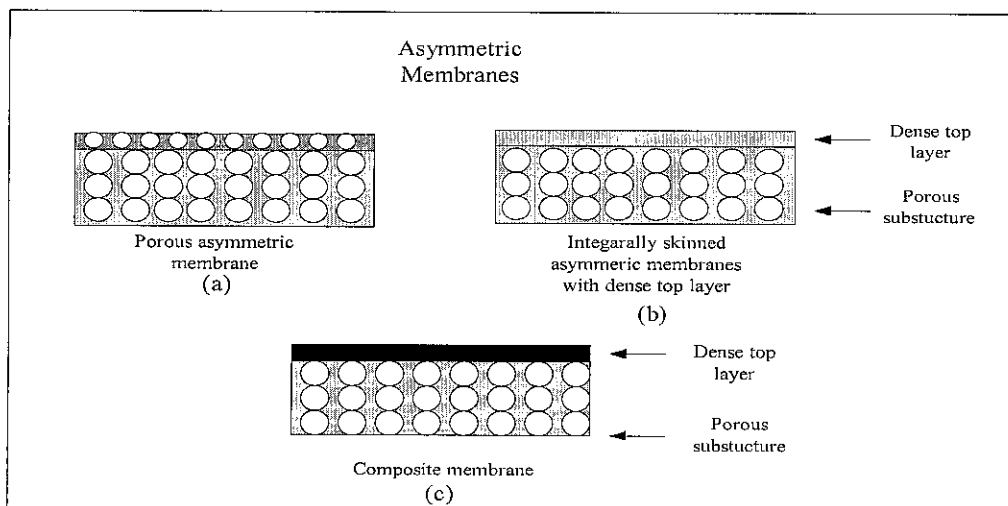 Asymmetric
Membranes
Porous asymmetric
membrane
(a)
Dense top
layer
Porous
substucture
Integarally skinned
asymmeric membranes
with dense top layer
(b)
Dense top
layer
Porous
substucture
Composite membrane
(c)